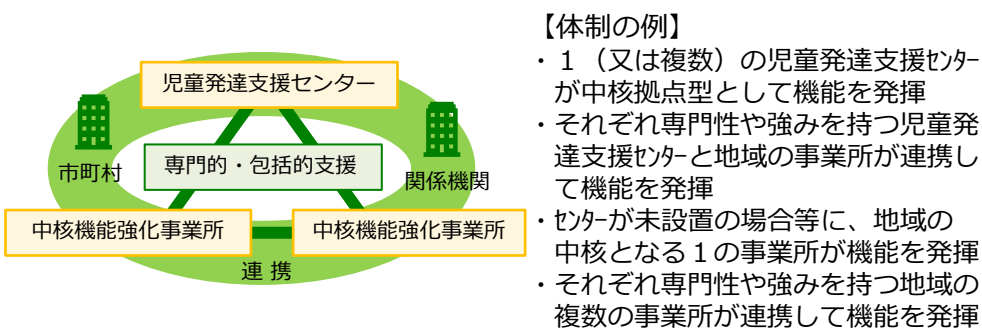 児童発達支援センター
市町村
専門的・包括的支援
関係機関
中核機能強化事業所
中核機能強化事業所
連 携
【体制の例】
・１（又は複数）の児童発達支援ｾﾝﾀｰ
が中核拠点型として機能を発揮
・それぞれ専門性や強みを持つ児童発
達支援ｾﾝﾀｰと地域の事業所が連携し
て機能を発揮
・ｾﾝﾀｰが未設置の場合等に、地域の
中核となる１の事業所が機能を発揮
・それぞれ専門性や強みを持つ地域の
複数の事業所が連携して機能を発揮